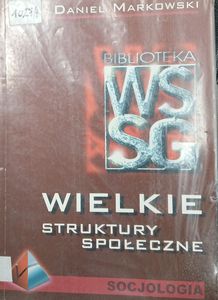 DANIEL MARKOWSKI
BIBLIOTEKA
WS
SG
WIELKIE
STRUKTURY
SPOŁECZNE
SOCJOLOGIA